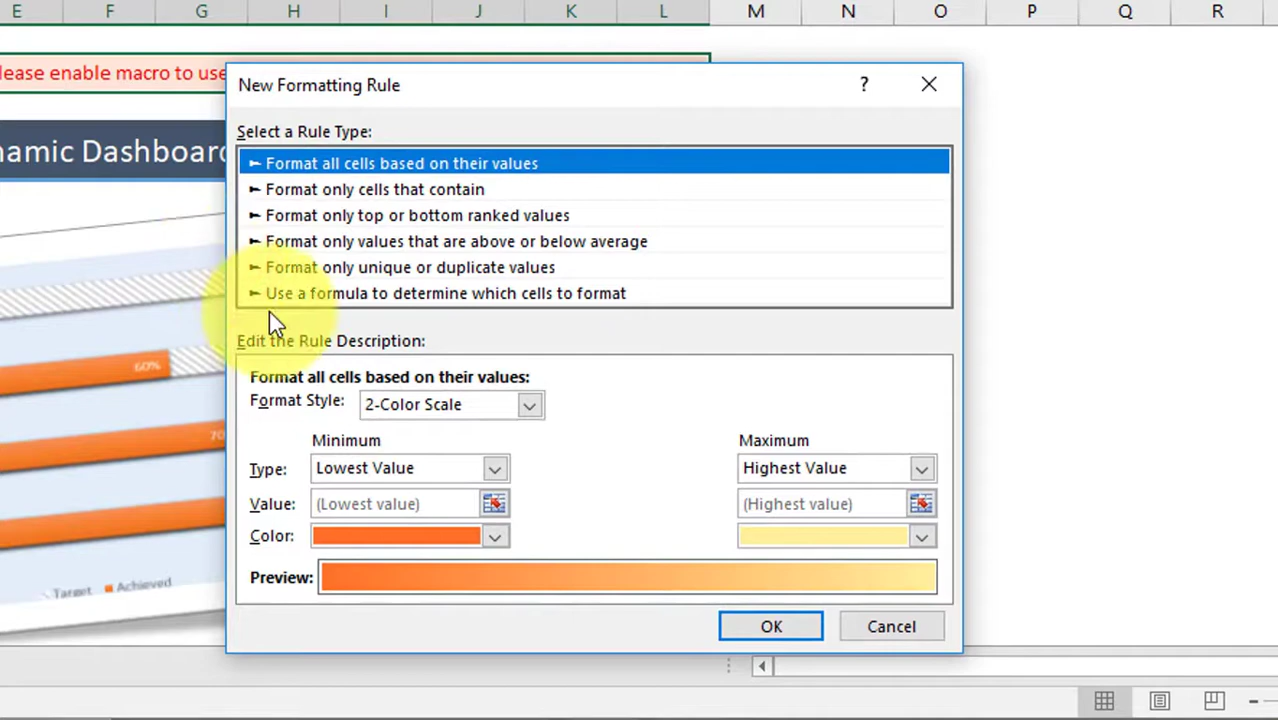 E F G H I J K L M N O P Q R
lease enable macro to use
New Formatting Rule ?
Select a Rule Type:
► Format all cells based on their values
► Format only cells that contain
► Format only top or bottom ranked values
► Format only values that are above or below average
► Format only unique or duplicate values
► Use a formula to determine which cells to format
namic Dashboard
60%
70
Target Achieved
Edit the Rule Description:
Format all cells based on their values:
Format Style: 2-Color Scale
Minimum Maximum
Type: Lowest Value Highest Value
Value: (Lowest value) (Highest value)
Color:
Preview:
OK Cancel